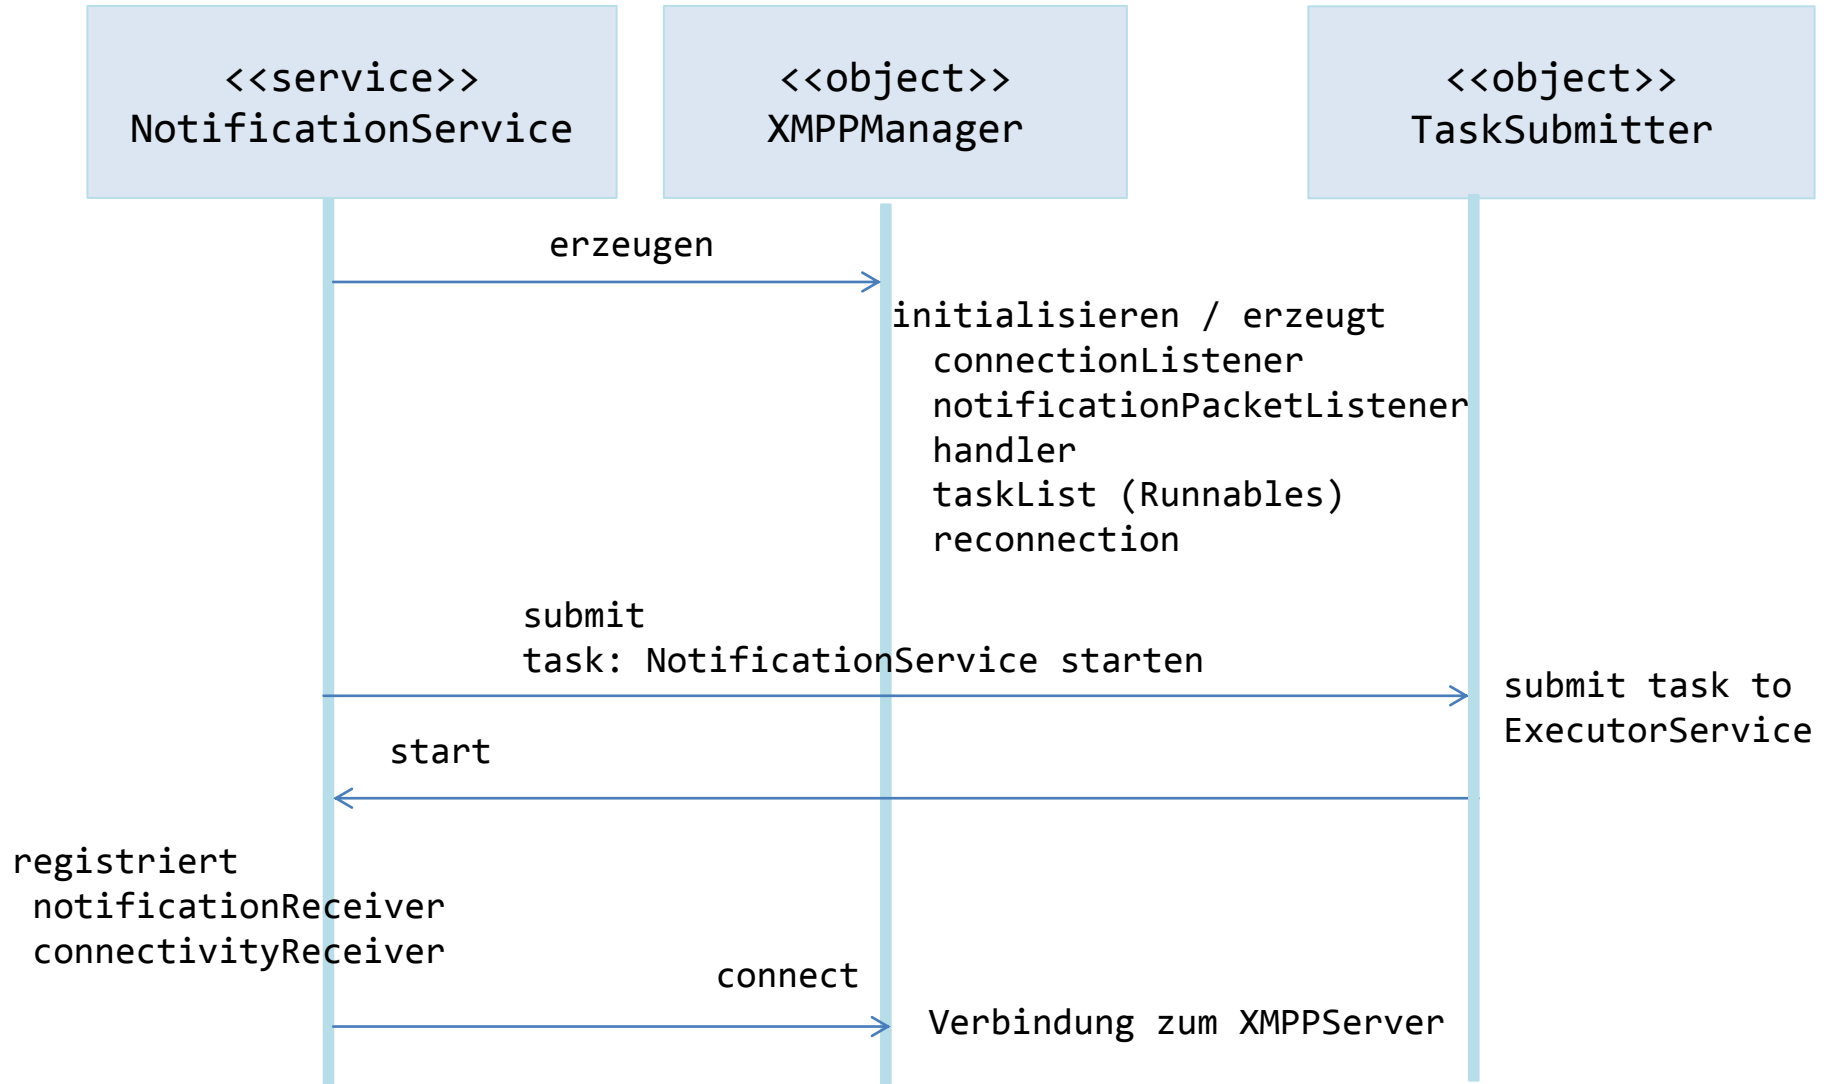 <<service>>
NotificationService
<<object>>
XMPPManager
<<object>>
TaskSubmitter
erzeugen
initialisieren / erzeugt
connectionListener
notificationPacketListener
handler
taskList (Runnables)
reconnection
submit
task: NotificationService starten
submit task to
ExecutorService
start
registriert
notificationReceiver
connectivityReceiver
connect
Verbindung zum XMPPServer